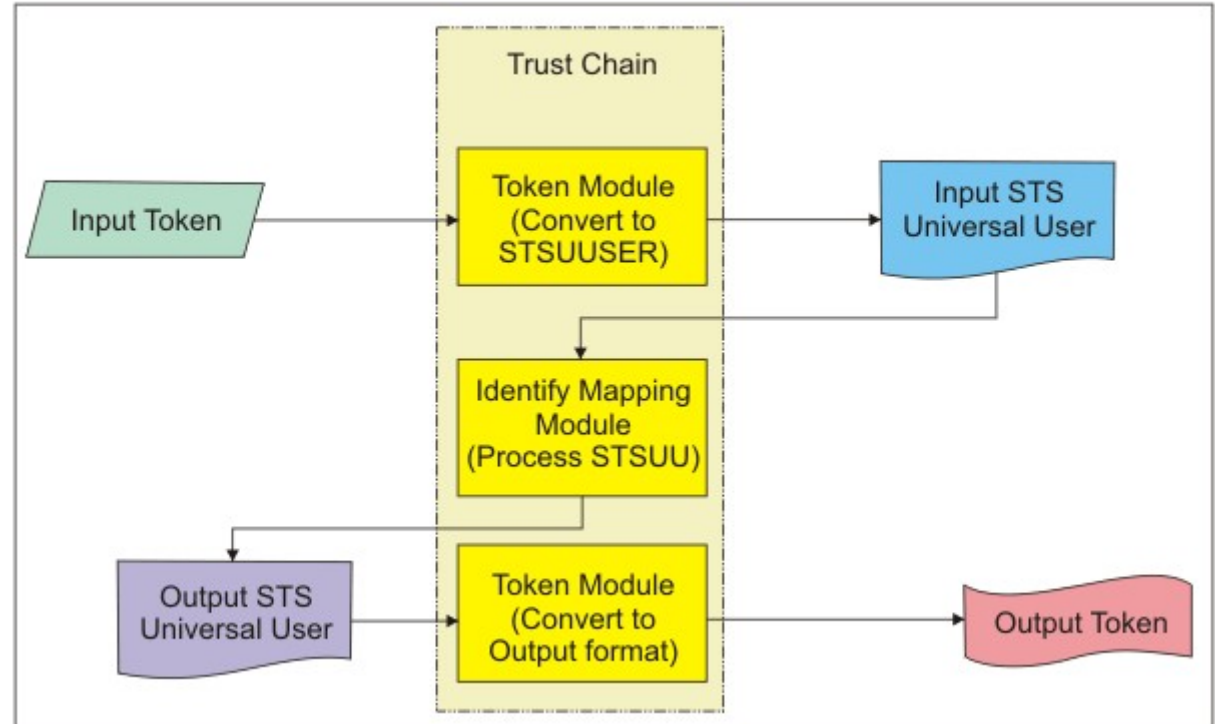 Trust Chain
Input Token
Token Module
(Convert to
STSUUSER)
Input STS
Universal User
Identify Mapping
Module
(Process STSUU)
Output STS
Universal User
Token Module
(Convert to
Output format)
Output Token